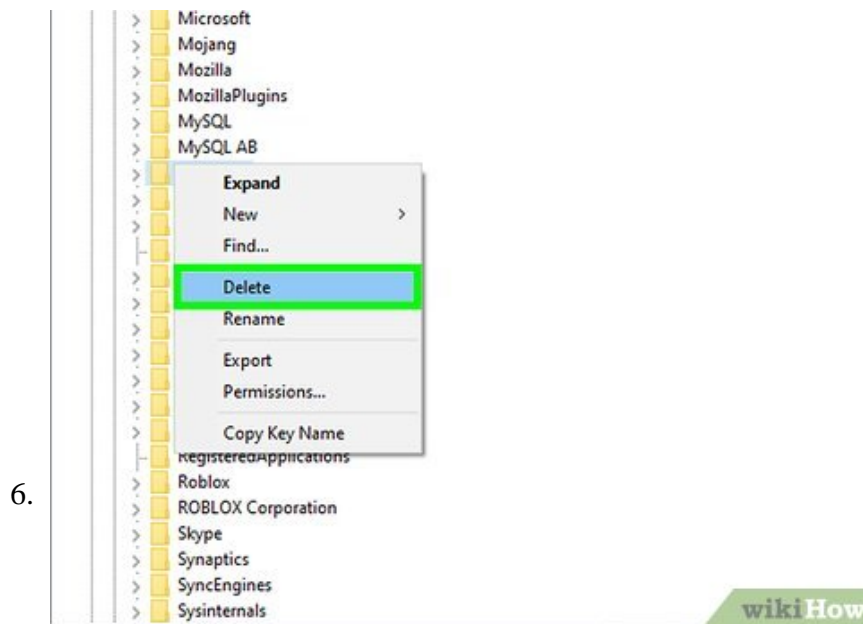 Microsoft
Mojang
Mozilla
MozillaPlugins
MySQL
MySQL AB
Expand
New
Find...
Delete
Rename
Export
Permissions...
Copy Key Name
RegisteredApplications
6.
Roblox
ROBLOX Corporation
Skype
Synaptics
SyncEngines
Sysinternals
wikiHow